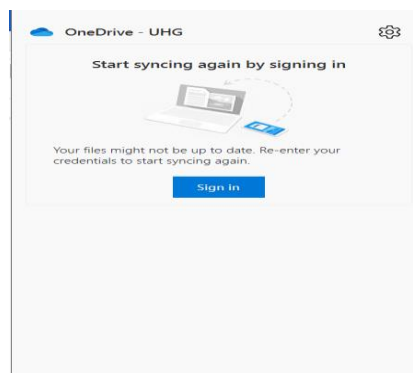 OneDrive - UHG
Start syncing again by signing in
Your files might not be up to date. Re-enter your
credentials to start syncing again.
Sign in